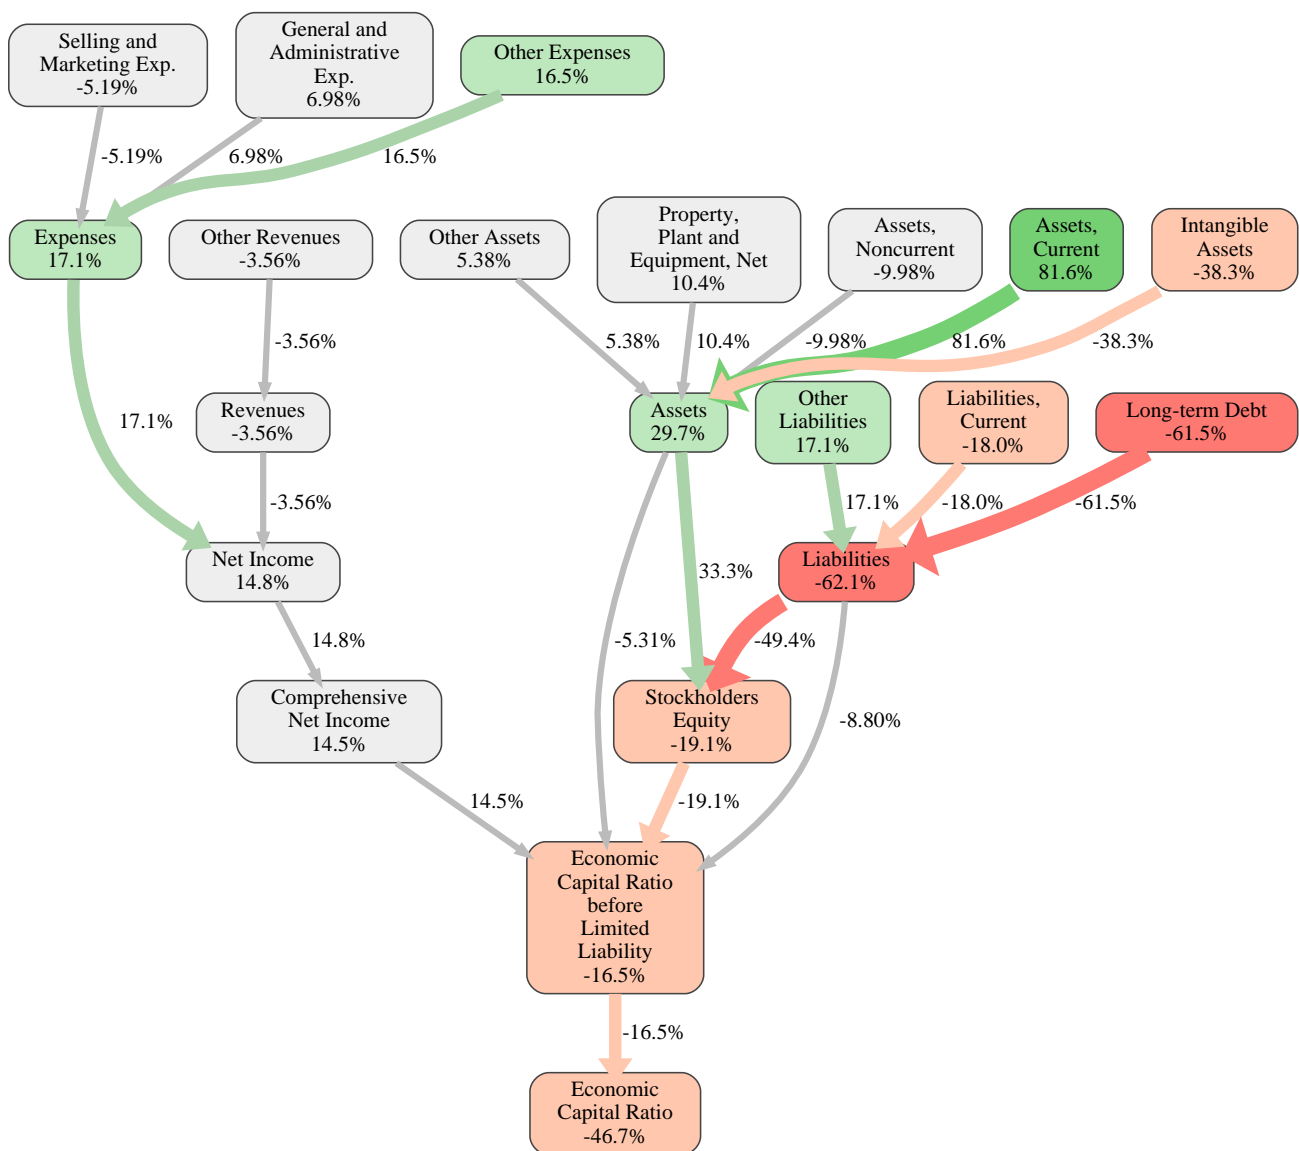 Selling and
Marketing Exp.
-5.19%
General and
Administrative
Exp.
6.98%
Other Expenses
16.5%
-5.19%
6.98%
16.5%
Expenses
17.1%
Other Revenues
-3.56%
Other Assets
5.38%
Property,
Plant and
Equipment, Net
10.4%
Assets,
Noncurrent
-9.98%
Assets,
Current
81.6%
Intangible
Assets
-38.3%
-3.56%
5.38%
10.4%
-9.98%
81.6%
-38.3%
17.1%
Revenues
-3.56%
Assets
29.7%
Other
Liabilities
17.1%
Liabilities,
Current
-18.0%
Long-term Debt
-61.5%
-3.56%
17.1%
-18.0%
-61.5%
Net Income
14.8%
33.3%
Liabilities
-62.1%
14.8%
-5.31%
-49.4%
Comprehensive
Net Income
14.5%
Stockholders
Equity
-19.1%
-8.80%
14.5%
-19.1%
Economic
Capital Ratio
before
Limited
Liability
-16.5%
-16.5%
Economic
Capital Ratio
-46.7%